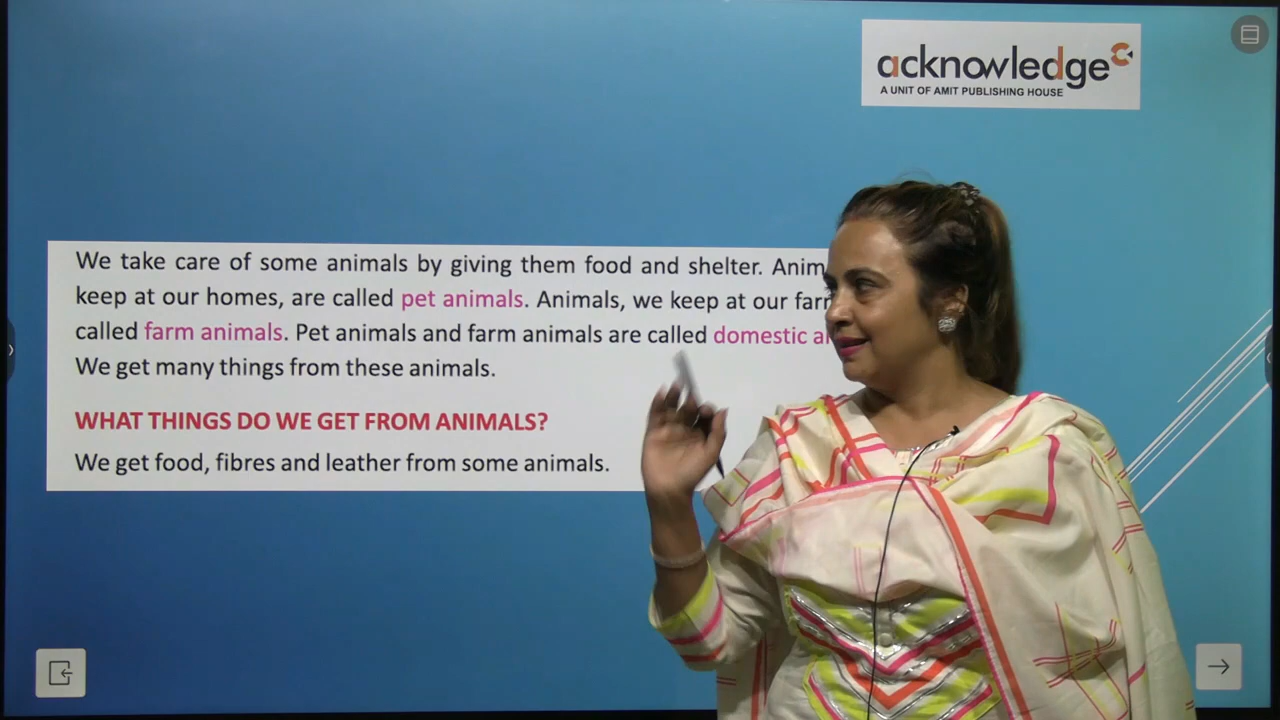 acknowledge
A UNIT OF AMIT PUBLISHING HOUSE
We take care of some animals by giving them food and shelter.
keep at our homes, are called pet animals. Animals, we keep at our
called farm animals. Pet animals and farm animals are called domestic
We get many things from these animals.
WHAT THINGS DO WE GET FROM ANIMALS?
We get food, fibres and leather from some animals.